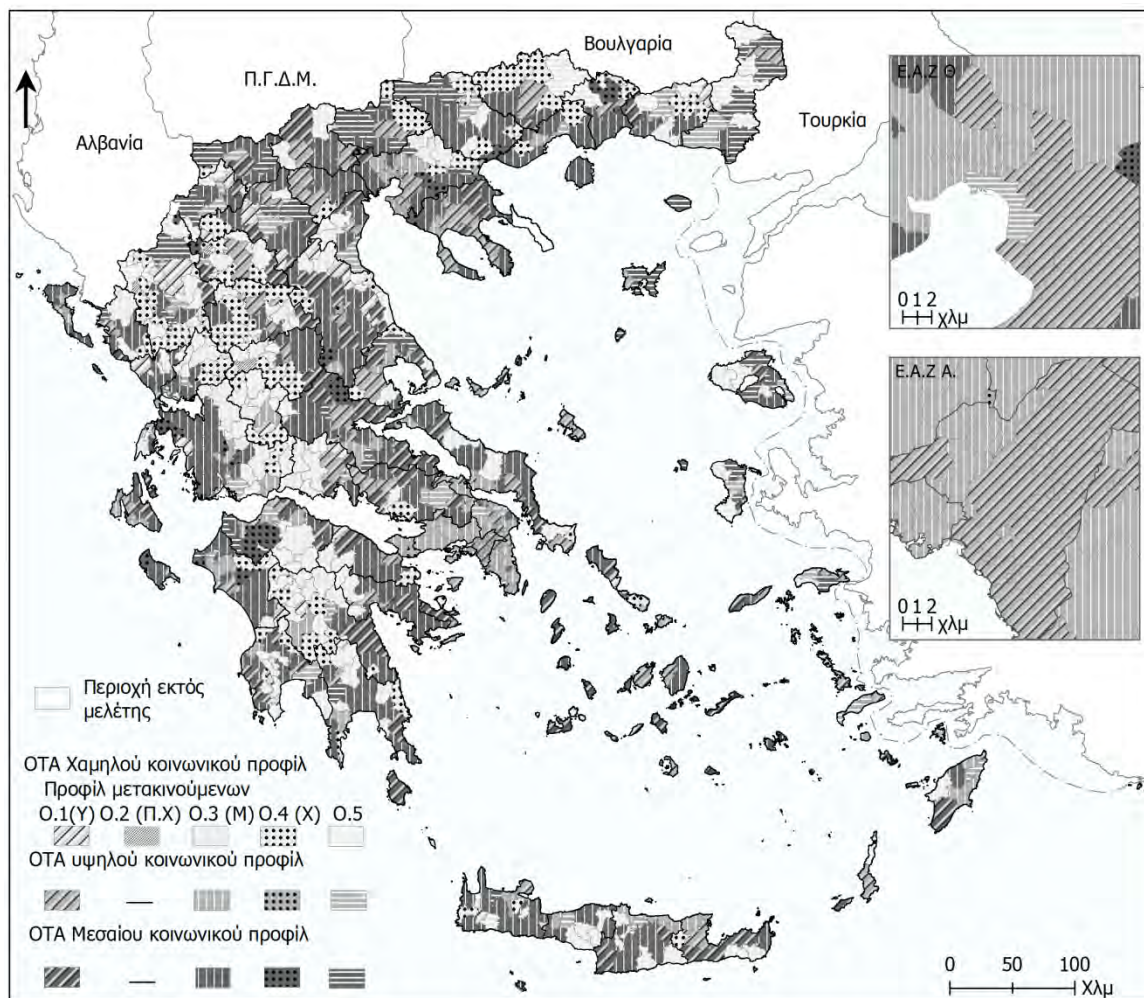 Βουλγαρία
Π.Γ.Δ.Μ.
Αλβανία
Τουρκία
Ε.Α.Ζ Θ
0 1 2
χλμ
Ε.Α.Ζ Α.
0 1 2
χλμ
Περιοχή εκτός
μελέτης
ΟΤΑ Χαμηλού κοινωνικού προφίλ
Προφίλ μετακινούμενων
Ο.1(Υ) Ο.2 (Π.Χ) Ο.3 (Μ) Ο.4 (Χ) Ο.5
ΟΤΑ υψηλού κοινωνικού προφίλ
ΟΤΑ Μεσαίου κοινωνικού προφίλ
0 50 100
Χλμ